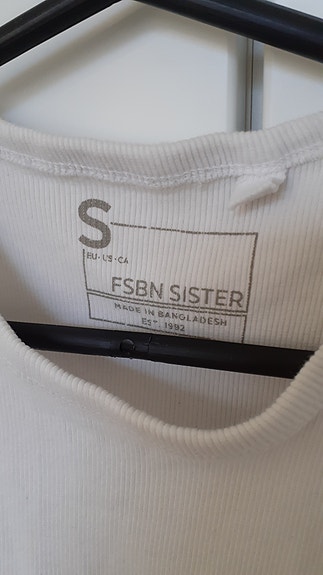 S
EU · US · CA
FSBN SISTER
MADE IN BANGLADESH
EST 1992